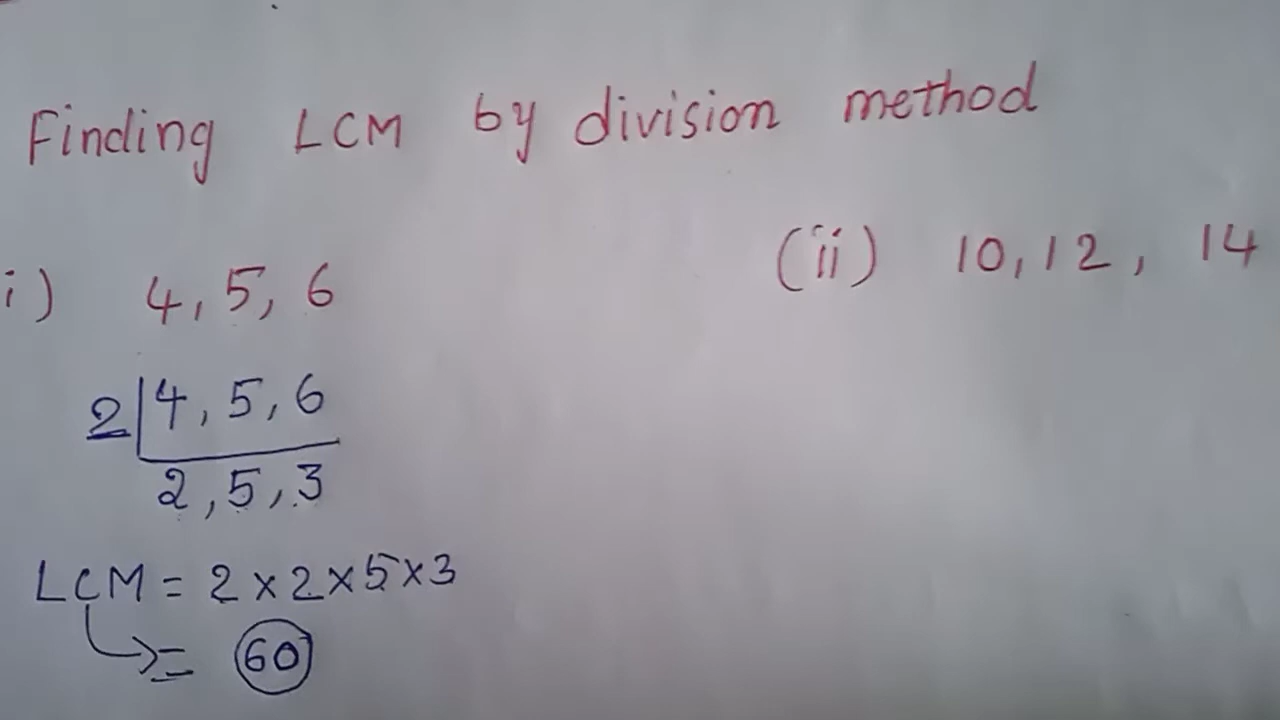 Finding LCM by division method
i) 4, 5, 6
(ii) 10, 12, 14
2 | 4, 5, 6
2, 5, 3
LCM = 2 × 2 × 5 × 3
= 60